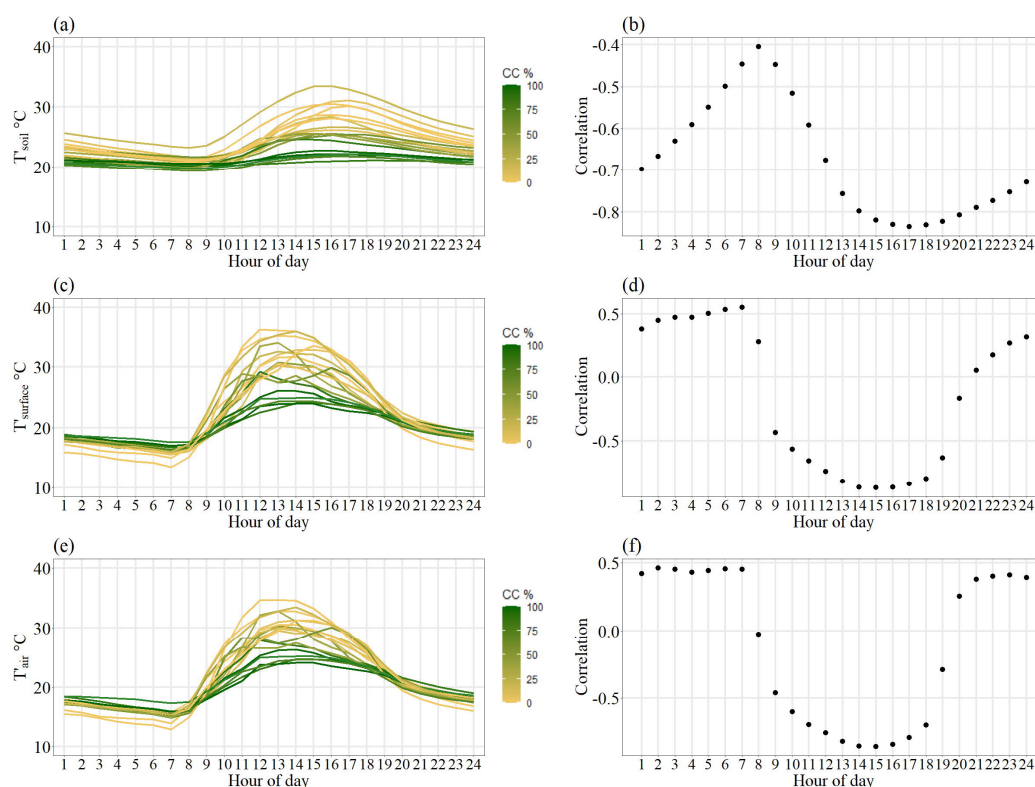 (a)
T'soil °C
40
30
20
10
1 2 3 4 5 6 7 8 9 10 11 12 13 14 15 16 17 18 19 20 21 22 23 24
Hour of day
CC %
100
75
50
25
0
(b)
Correlation
-0.4
-0.5
-0.6
-0.7
-0.8
1 2 3 4 5 6 7 8 9 10 11 12 13 14 15 16 17 18 19 20 21 22 23 24
Hour of day
(c)
T'surface °C
40
30
20
10
1 2 3 4 5 6 7 8 9 10 11 12 13 14 15 16 17 18 19 20 21 22 23 24
Hour of day
CC %
100
75
50
25
0
(d)
Correlation
0.5
0.0
-0.5
1 2 3 4 5 6 7 8 9 10 11 12 13 14 15 16 17 18 19 20 21 22 23 24
Hour of day
(e)
T'air °C
40
30
20
10
1 2 3 4 5 6 7 8 9 10 11 12 13 14 15 16 17 18 19 20 21 22 23 24
Hour of day
CC %
100
75
50
25
0
(f)
Correlation
0.5
0.0
-0.5
1 2 3 4 5 6 7 8 9 10 11 12 13 14 15 16 17 18 19 20 21 22 23 24
Hour of day